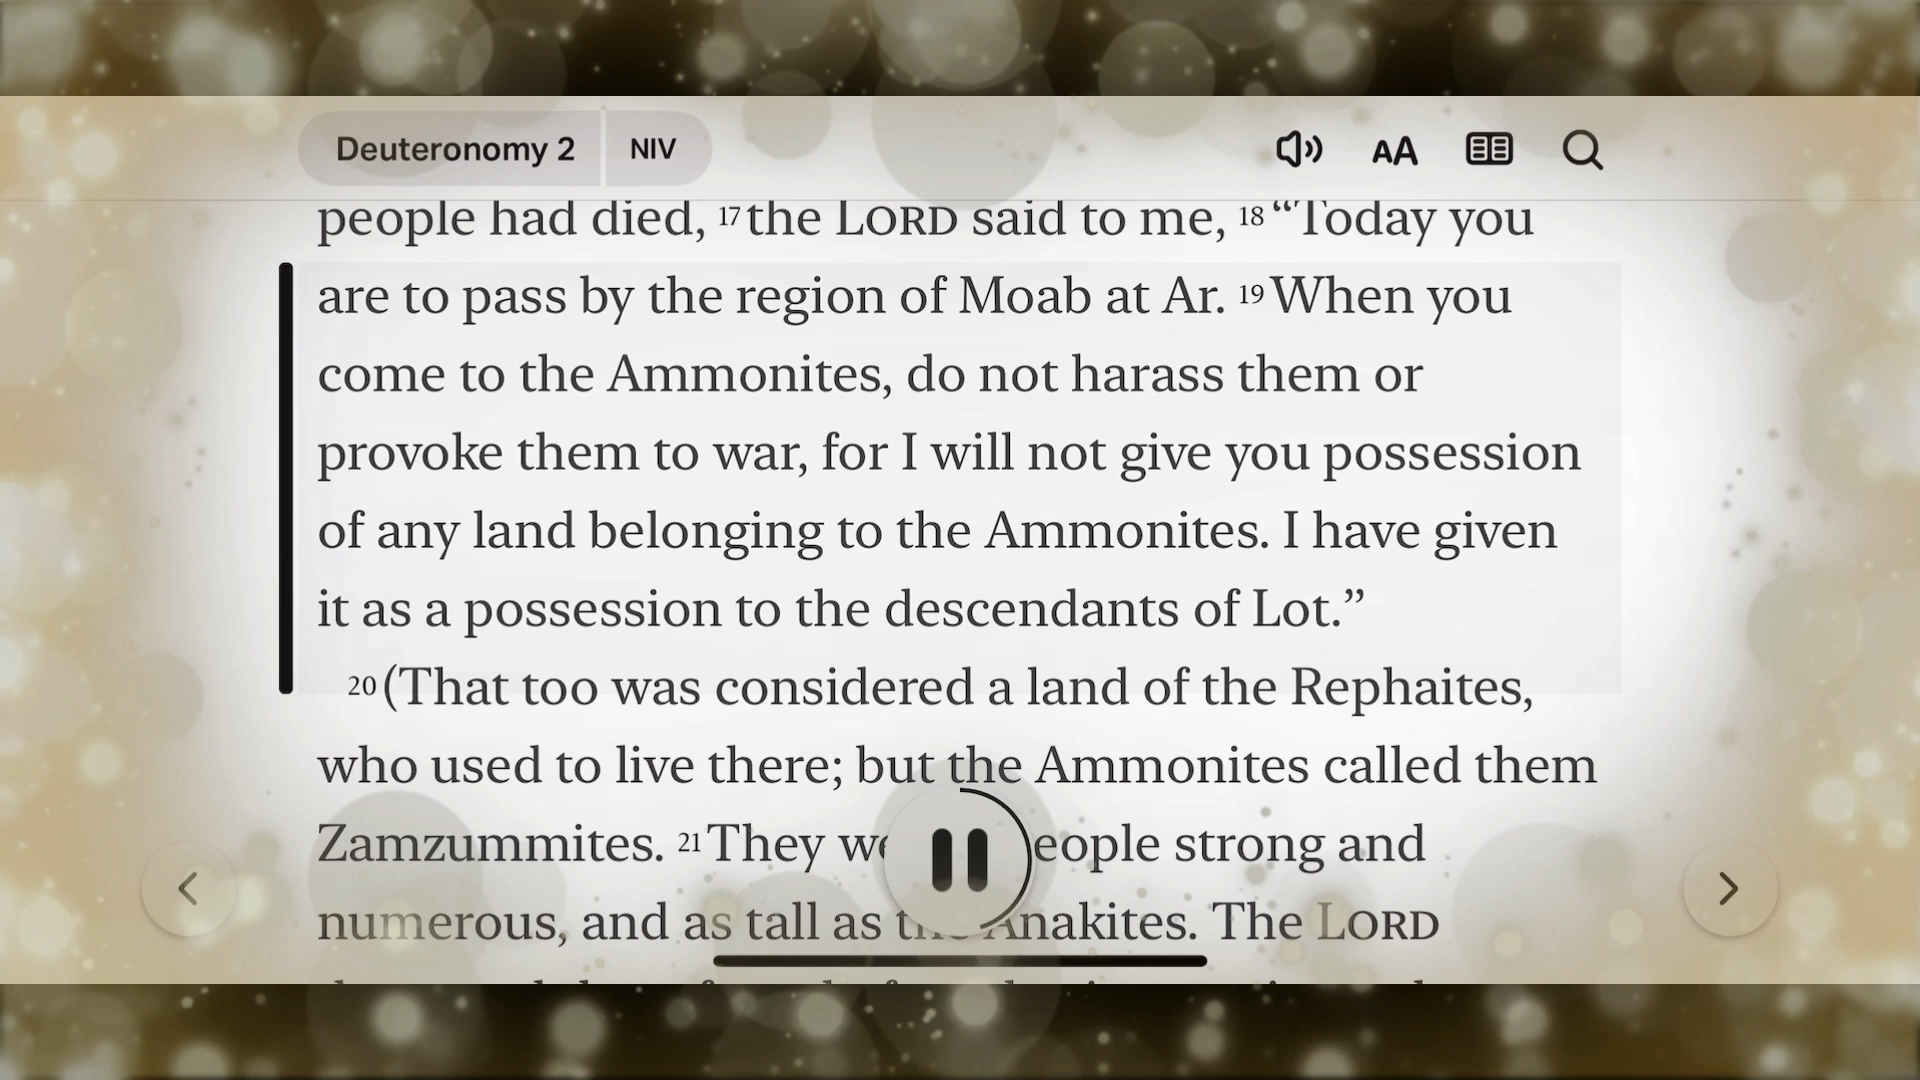 Deuteronomy 2 NIV AA
people had died, 17 the LORD said to me, 18 “Today you
are to pass by the region of Moab at Ar. 19 When you
come to the Ammonites, do not harass them or
provoke them to war, for I will not give you possession
of any land belonging to the Ammonites. I have given
it as a possession to the descendants of Lot.”
20 (That too was considered a land of the Rephaites,
who used to live there; but the Ammonites called them
Zamzummites. 21 They strong and
numerous, and as tall as Anakites. The LORD